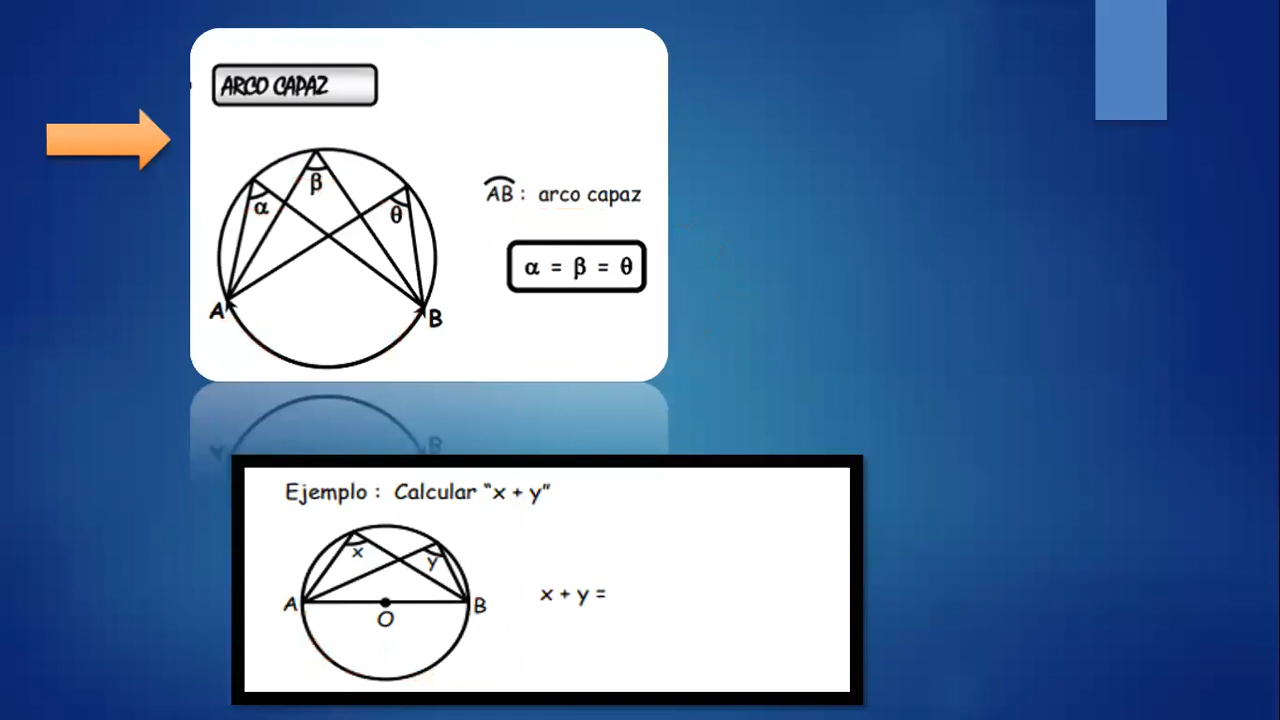 ARCO CAPAZ
β
α
θ
AB : arco capaz
α = β = θ
A
B
B
Ejemplo : Calcular “x + y”
x
y
x + y =
A
B
O